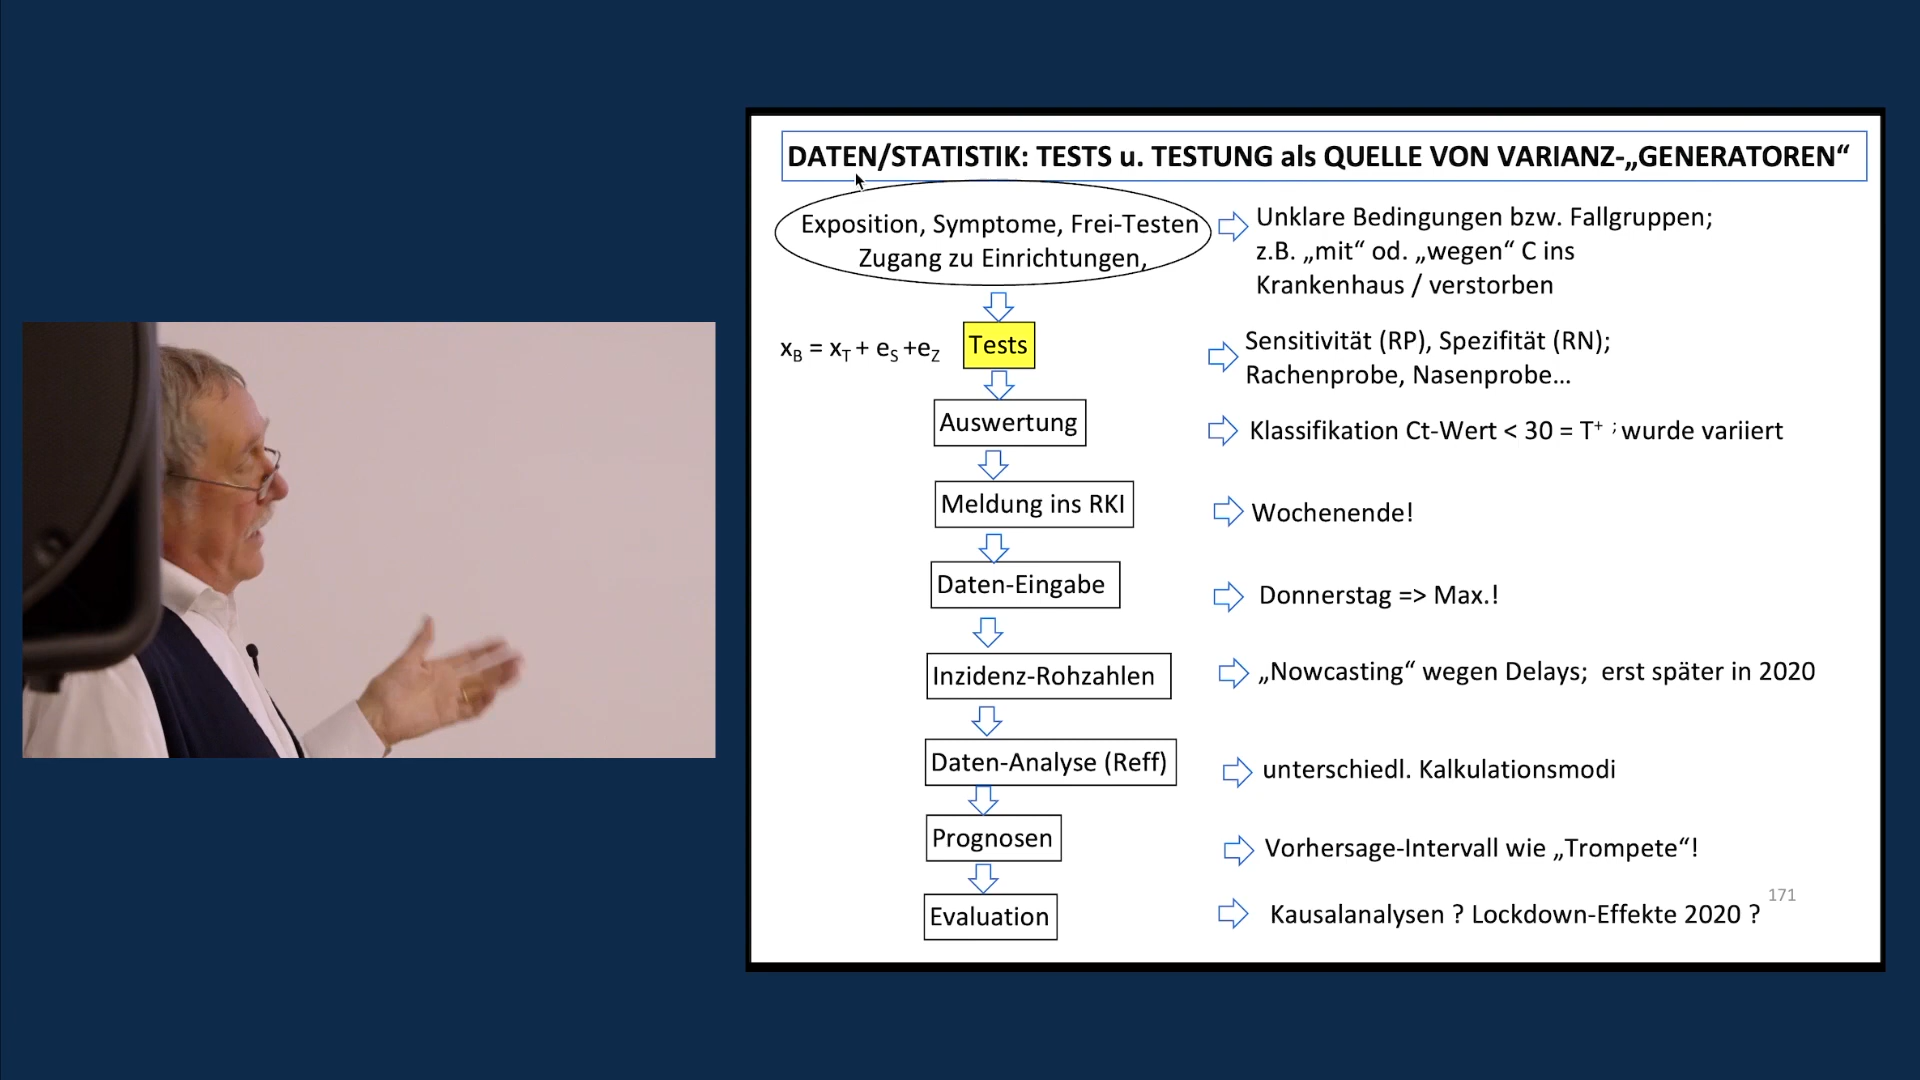 DATEN/STATISTIK: TESTS u. TESTUNG als QUELLE VON VARIANZ-„GENERATOREN“
Exposition, Symptome, Frei-Testen
Zugang zu Einrichtungen,
Unklare Bedingungen bzw. Fallgruppen;
z.B. „mit“ od. „wegen“ C ins
Krankenhaus / verstorben
xB = xT + eS +eZ
Tests
Sensitivität (RP), Spezifität (RN);
Rachenprobe, Nasenprobe...
Auswertung
Klassifikation Ct-Wert < 30 = T⁺ ; wurde variiert
Meldung ins RKI
Wochenende!
Daten-Eingabe
Donnerstag => Max.!
Inzidenz-Rohzahlen
„Nowcasting“ wegen Delays; erst später in 2020
Daten-Analyse (Reff)
unterschiedl. Kalkulationsmodi
Prognosen
Vorhersage-Intervall wie „Trompete“!
Evaluation
Kausalanalysen ? Lockdown-Effekte 2020 ?
171